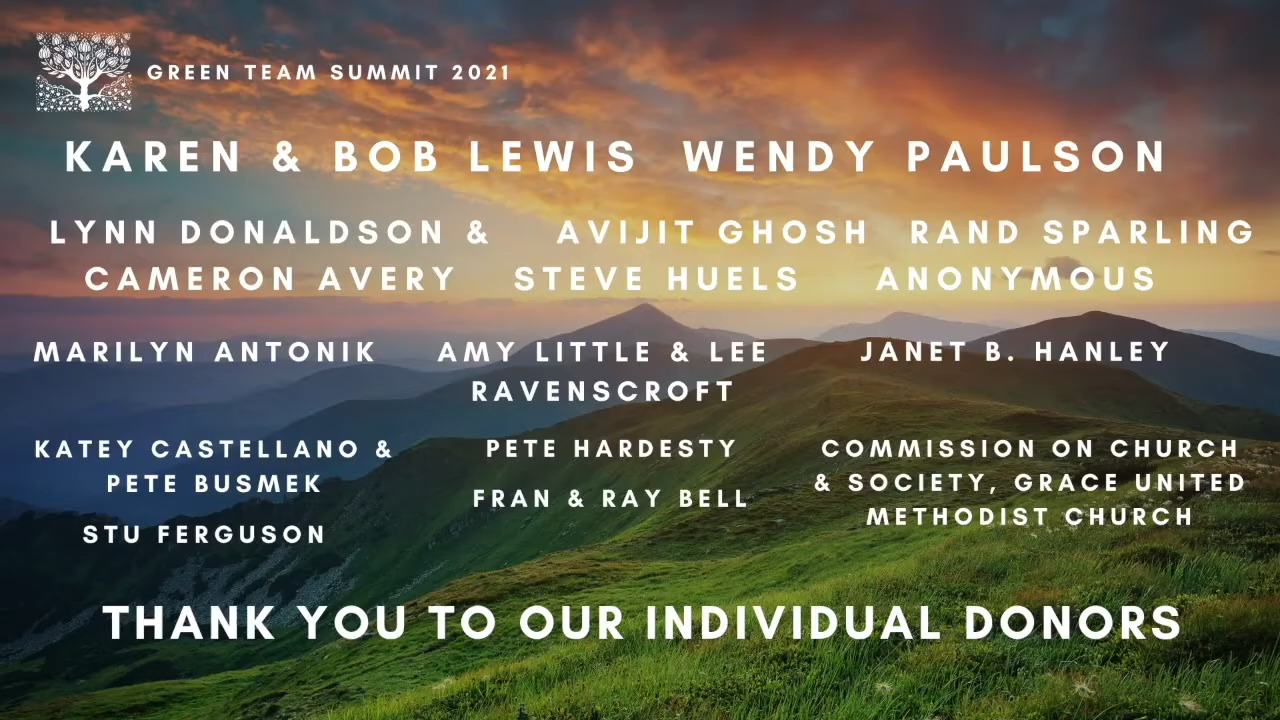 GREEN TEAM SUMMIT 2021
KAREN & BOB LEWIS WENDY PAULSON
LYNN DONALDSON & AVIJIT GHOSH RAND SPARLING
CAMERON AVERY STEVE HUELS ANONYMOUS
MARILYN ANTONIK AMY LITTLE & LEE JANET B. HANLEY
RAVENSCROFT
KATEY CASTELLANO & PETE HARDESTY COMMISSION ON CHURCH
PETE BUSMEK & SOCIETY, GRACE UNITED
FRAN & RAY BELL METHODIST CHURCH
STU FERGUSON
THANK YOU TO OUR INDIVIDUAL DONORS